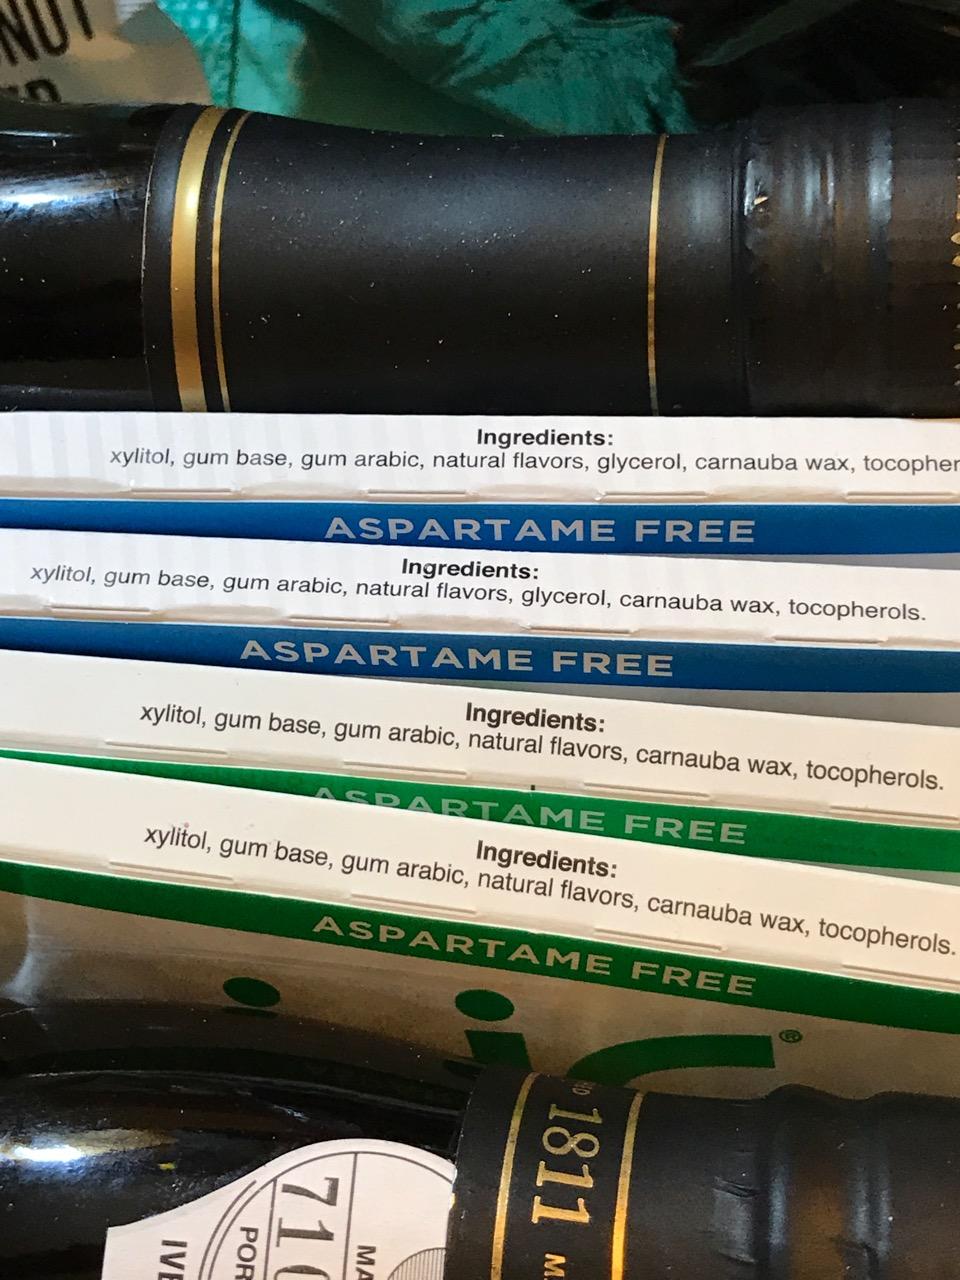 Ingredients:
xylitol, gum base, gum arabic, natural flavors, glycerol, carnauba wax, tocopher
ASPARTAME FREE
Ingredients:
xylitol, gum base, gum arabic, natural flavors, glycerol, carnauba wax, tocopherols.
ASPARTAME FREE
Ingredients:
xylitol, gum base, gum arabic, natural flavors, carnauba wax, tocopherols.
ASPARTAME FREE
Ingredients:
xylitol, gum base, gum arabic, natural flavors, carnauba wax, tocopherols.
ASPARTAME FREE
®
1811
710